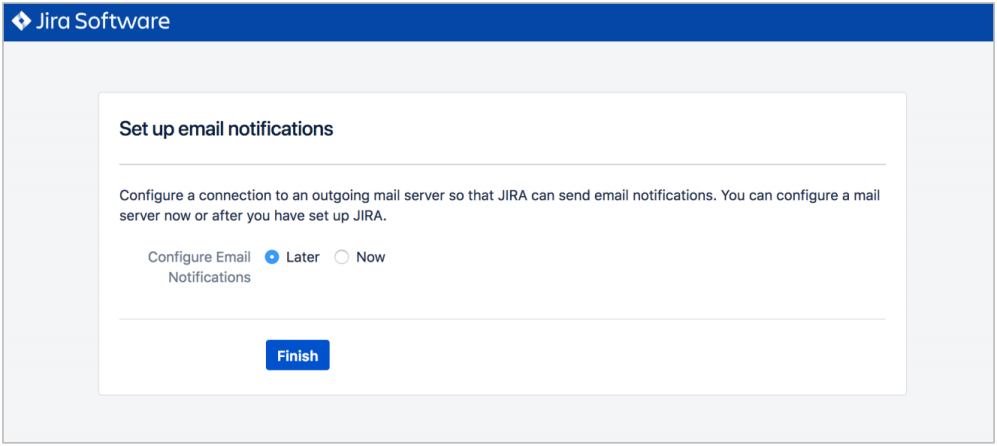 Jira Software
Set up email notifications
Configure a connection to an outgoing mail server so that JIRA can send email notifications. You can configure a mail
server now or after you have set up JIRA.
Configure Email Notifications
Later
Now
Finish